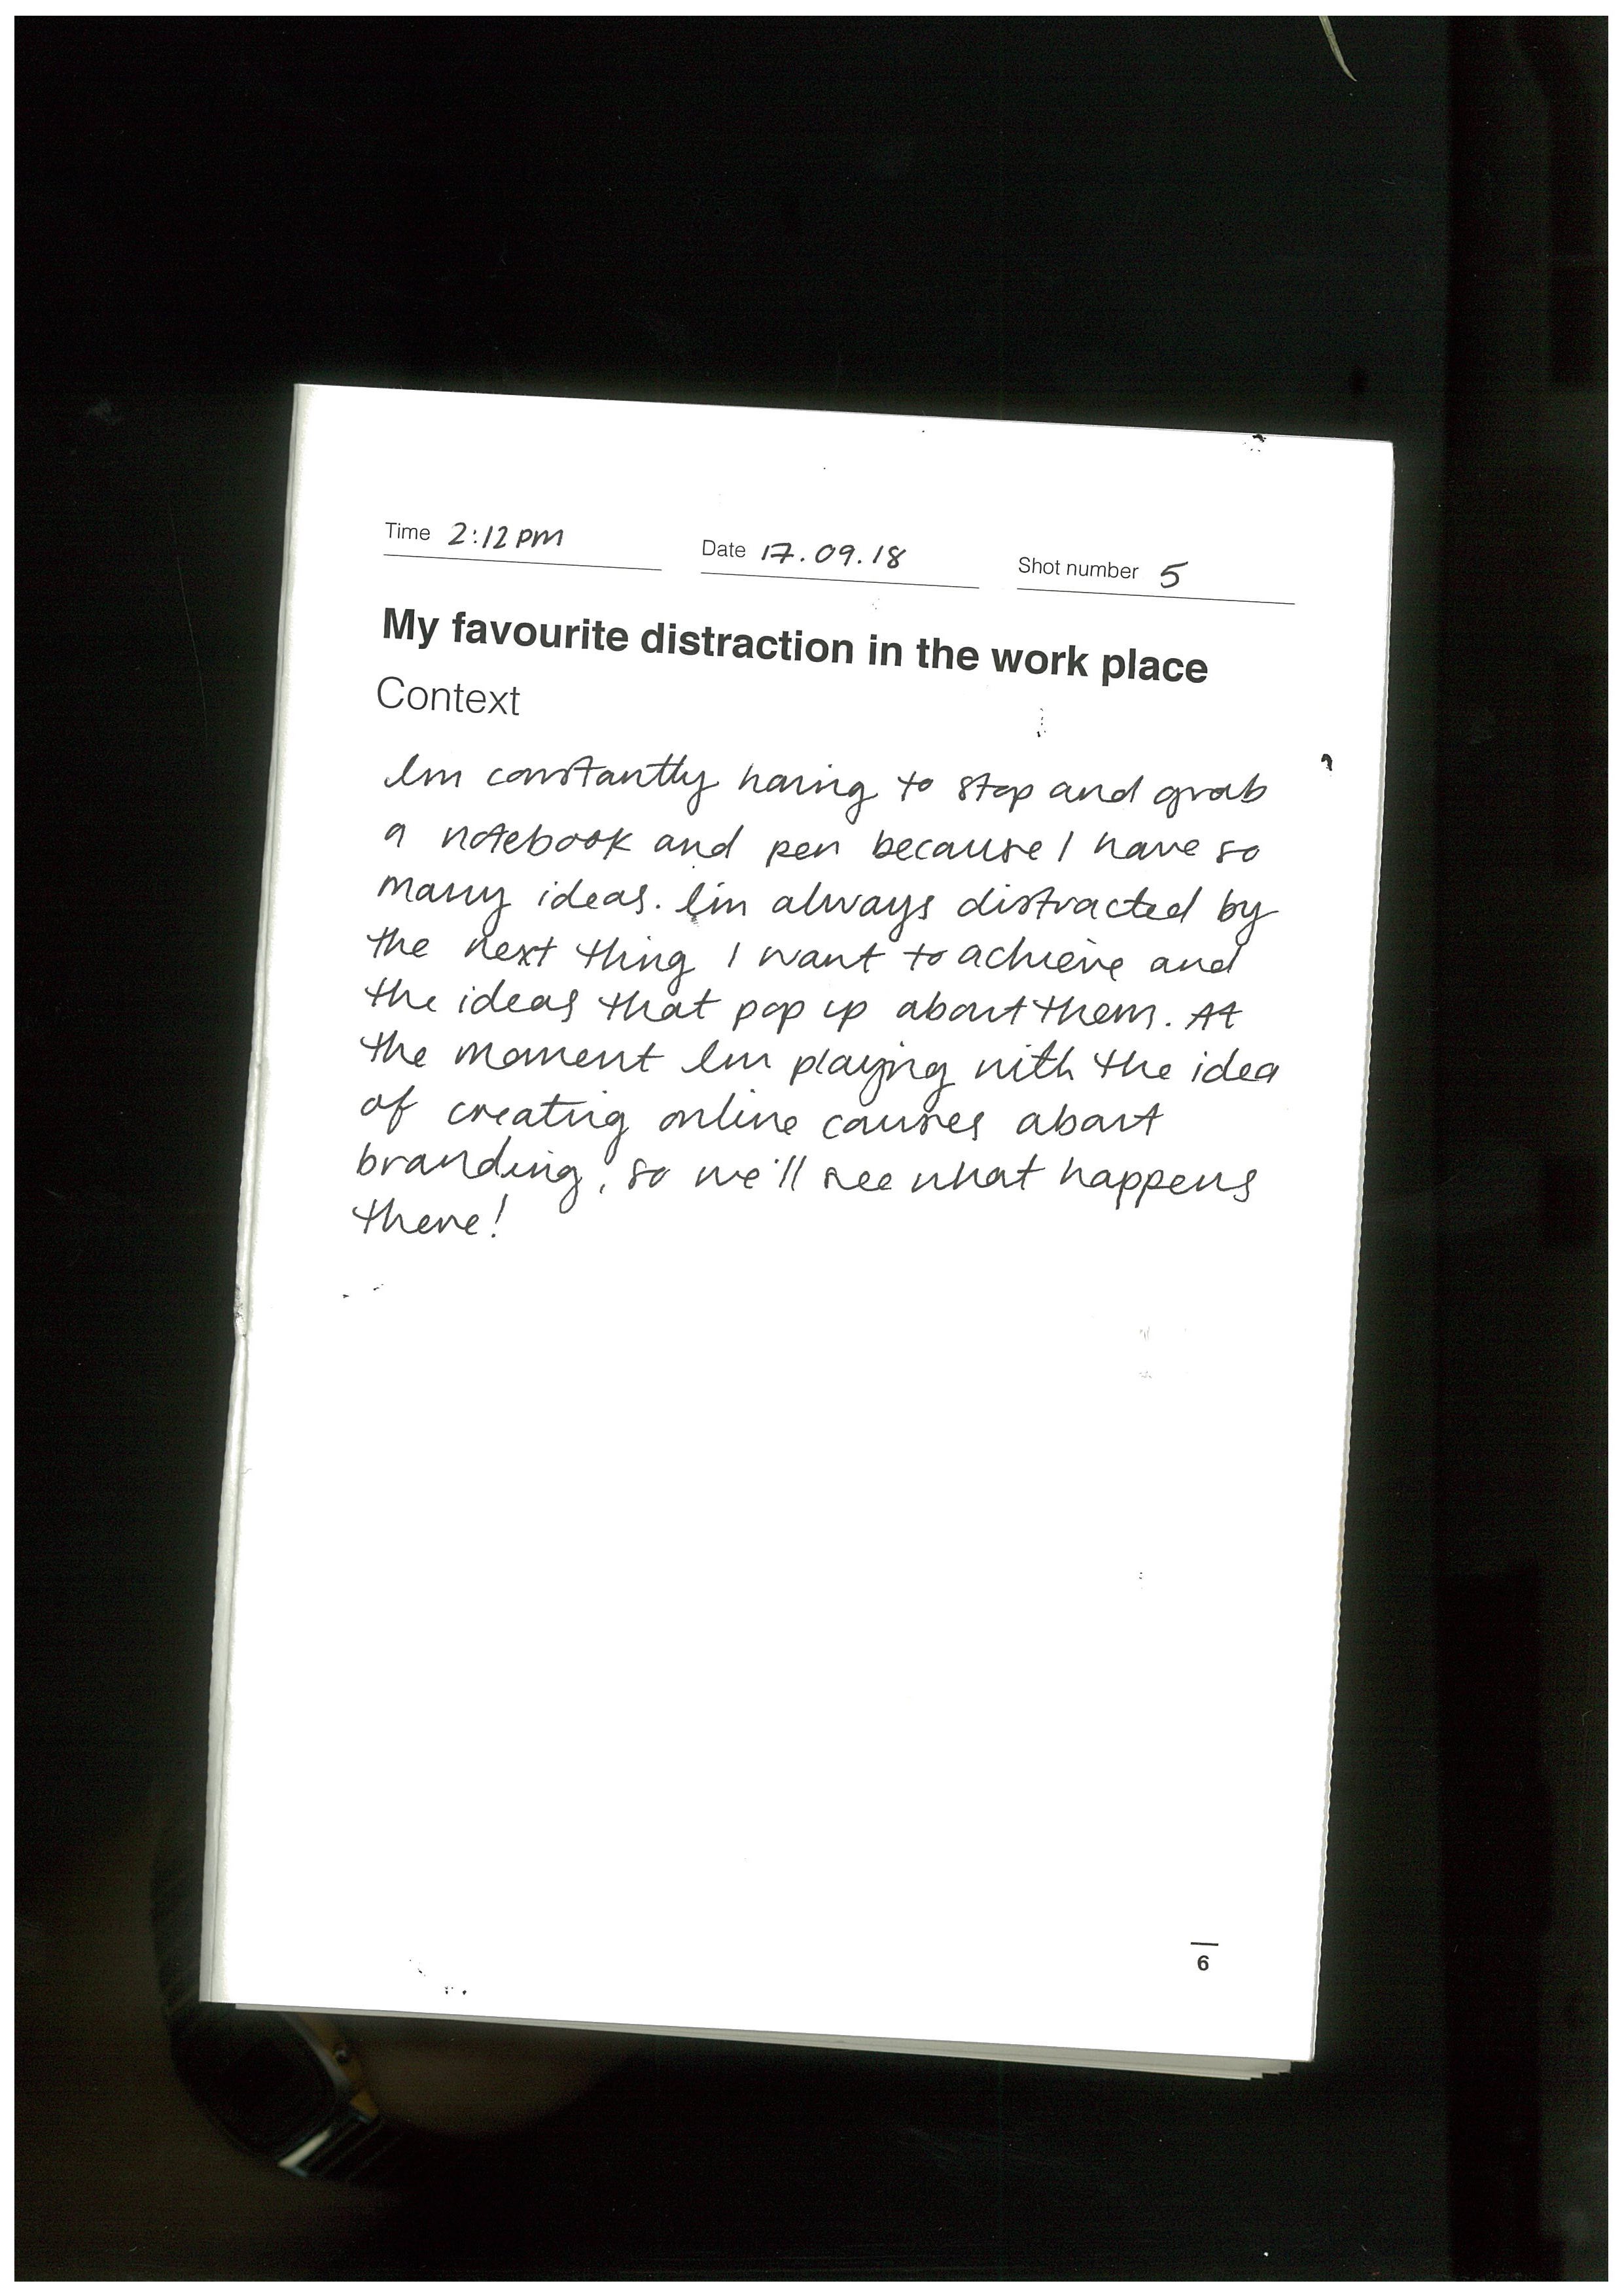 Time 2:12 PM Date 17.09.18 Shot number 5
My favourite distraction in the work place
Context
I'm constantly having to stop and grab
a notebook and pen because I have so
many ideas. I'm always distracted by
the next thing I want to achieve and
the ideas that pop up about them. At
the moment I'm playing with the idea
of creating online courses about
branding, so we'll see what happens
there!
6